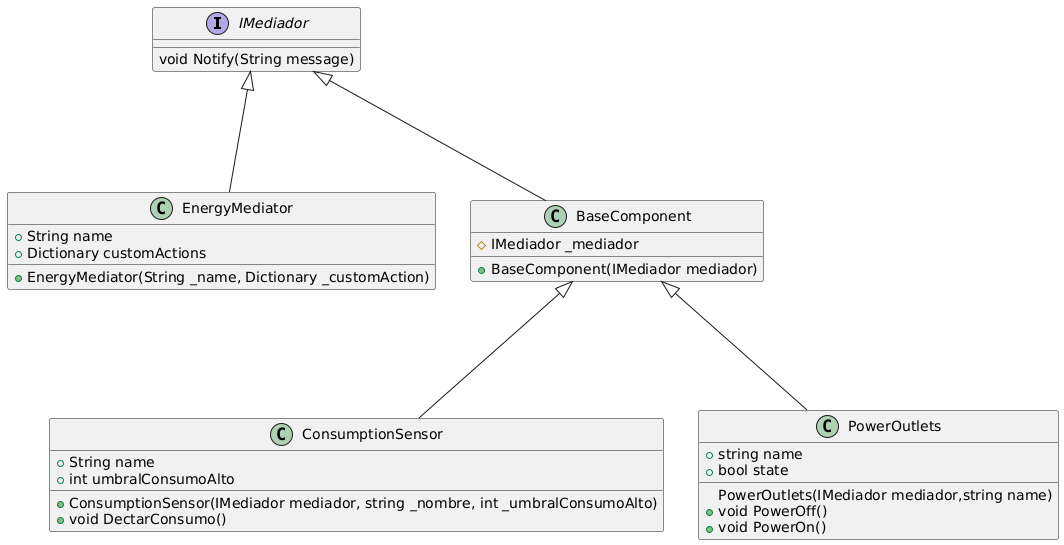 I IMediador
void Notify(String message)
C EnergyMediator
String name
Dictionary customActions
EnergyMediator(String _name, Dictionary _customAction)
C BaseComponent
IMediador _mediador
BaseComponent(IMediador mediador)
C ConsumptionSensor
String name
int umbralConsumoAlto
ConsumptionSensor(IMediador mediador, string _nombre, int _umbralConsumoAlto)
void DectarConsumo()
C PowerOutlets
string name
bool state
PowerOutlets(IMediador mediador,string name)
void PowerOff()
void PowerOn()